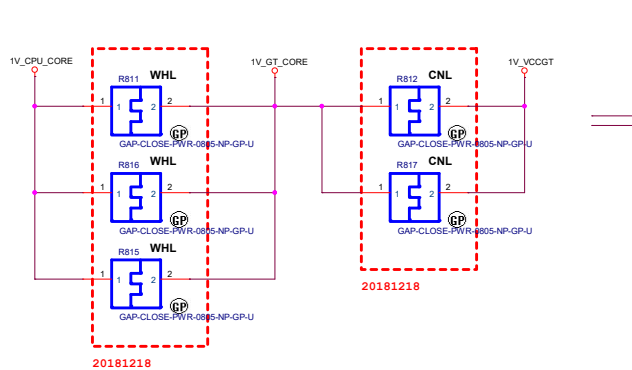 1V_CPU_CORE
1V_GT_CORE
1V_VCCGT
R811 WHL
1 1 2 2
GP
GAP-CLOSE-PWR-0805-NP-GP-U
R816 WHL
1 1 2 2
GP
GAP-CLOSE-PWR-0805-NP-GP-U
R815 WHL
1 1 2 2
GP
GAP-CLOSE-PWR-0805-NP-GP-U
20181218
R812 CNL
1 1 2 2
GP
GAP-CLOSE-PWR-0805-NP-GP-U
R817 CNL
1 1 2 2
GP
GAP-CLOSE-PWR-0805-NP-GP-U
20181218